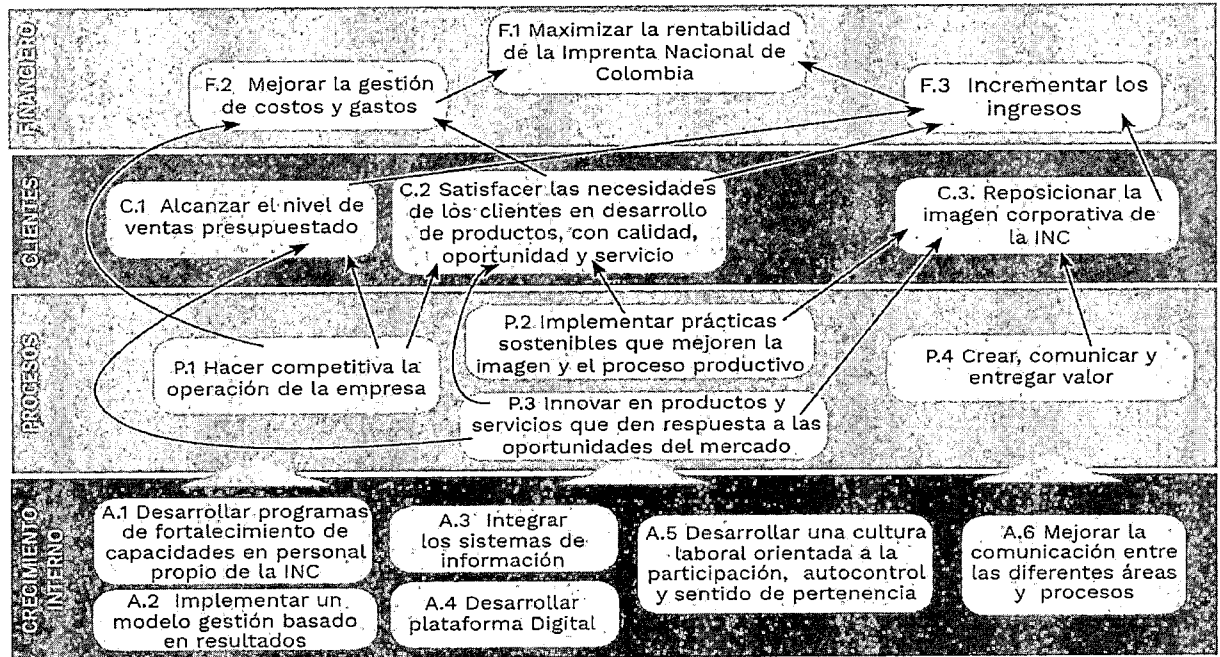 FINANCIERO
F.1 Maximizar la rentabilidad
de la Imprenta Nacional de
Colombia
F.2 Mejorar la gestión
de costos y gastos
F.3 Incrementar los
ingresos
CLIENTES
C.1 Alcanzar el nivel de
ventas presupuestado
C.2 Satisfacer las necesidades
de los clientes en desarrollo
de productos, con calidad,
oportunidad y servicio
C.3. Reposicionar la
imagen corporativa de
la INC
PROCESOS
P.1 Hacer competitiva la
operación de la empresa
P.2 Implementar prácticas
sostenibles que mejoren la
imagen y el proceso productivo
P.3 Innovar en productos y
servicios que den respuesta a las
oportunidades del mercado
P.4 Crear, comunicar y
entregar valor
CRECIMIENTO
INTERNO
A.1 Desarrollar programas
de fortalecimiento de
capacidades en personal
propio de la INC
A.2 Implementar un
modelo gestión basado
en resultados
A.3 Integrar
los sistemas de
información
A.4 Desarrollar
plataforma Digital
A.5 Desarrollar una cultura
laboral orientada a la
participación, autocontrol
y sentido de pertenencia
A.6 Mejorar la
comunicación entre
las diferentes áreas
y procesos